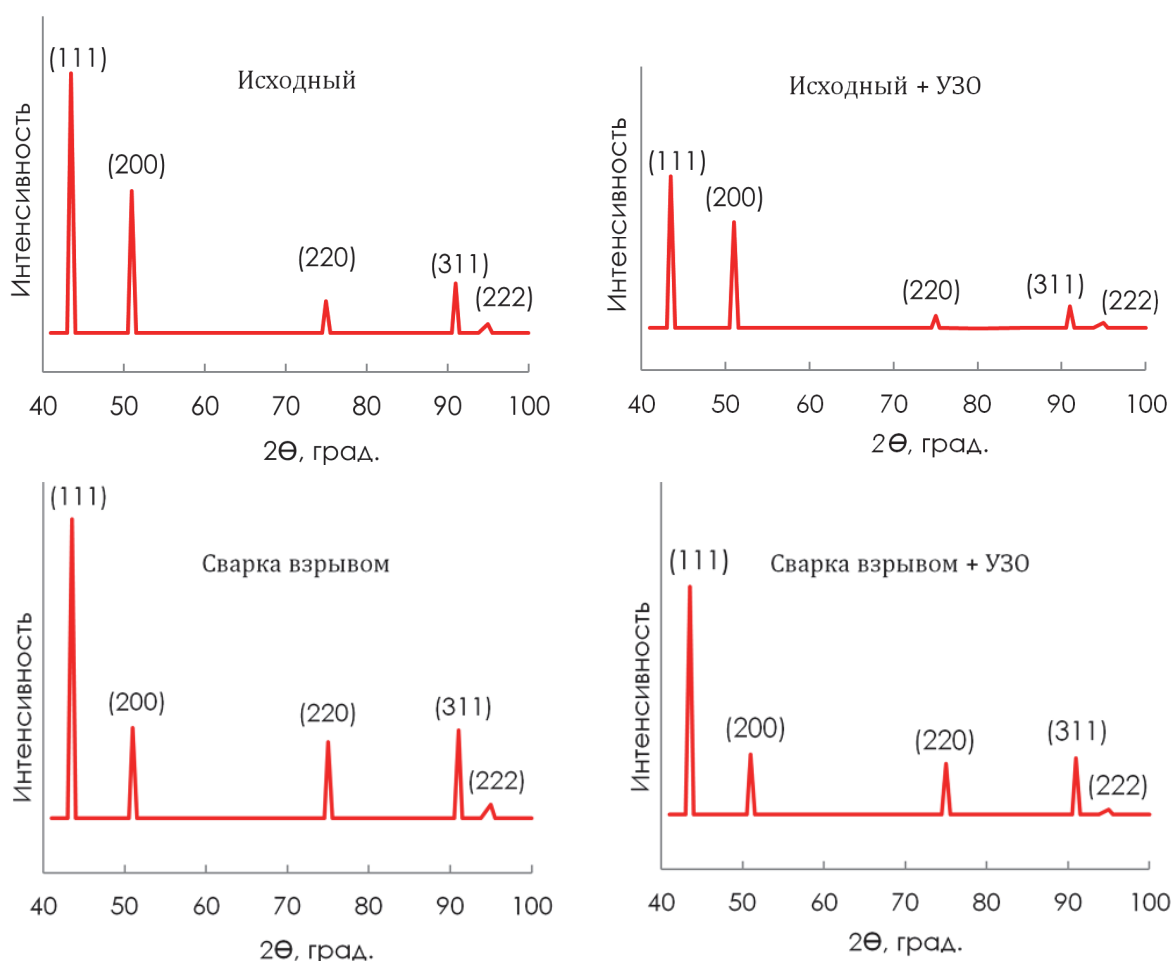 (111)
Исходный
(200)
(220)
(311)
(222)
Интенсивность
40 50 60 70 80 90 100
2Θ, град.
Исходный + УЗО
(111)
(200)
(220)
(311)
(222)
Интенсивность
40 50 60 70 80 90 100
2Θ, град.
(111)
Сварка взрывом
(200)
(220)
(311)
(222)
Интенсивность
40 50 60 70 80 90 100
2Θ, град.
(111)
Сварка взрывом + УЗО
(200)
(220)
(311)
(222)
Интенсивность
40 50 60 70 80 90 100
2Θ, град.